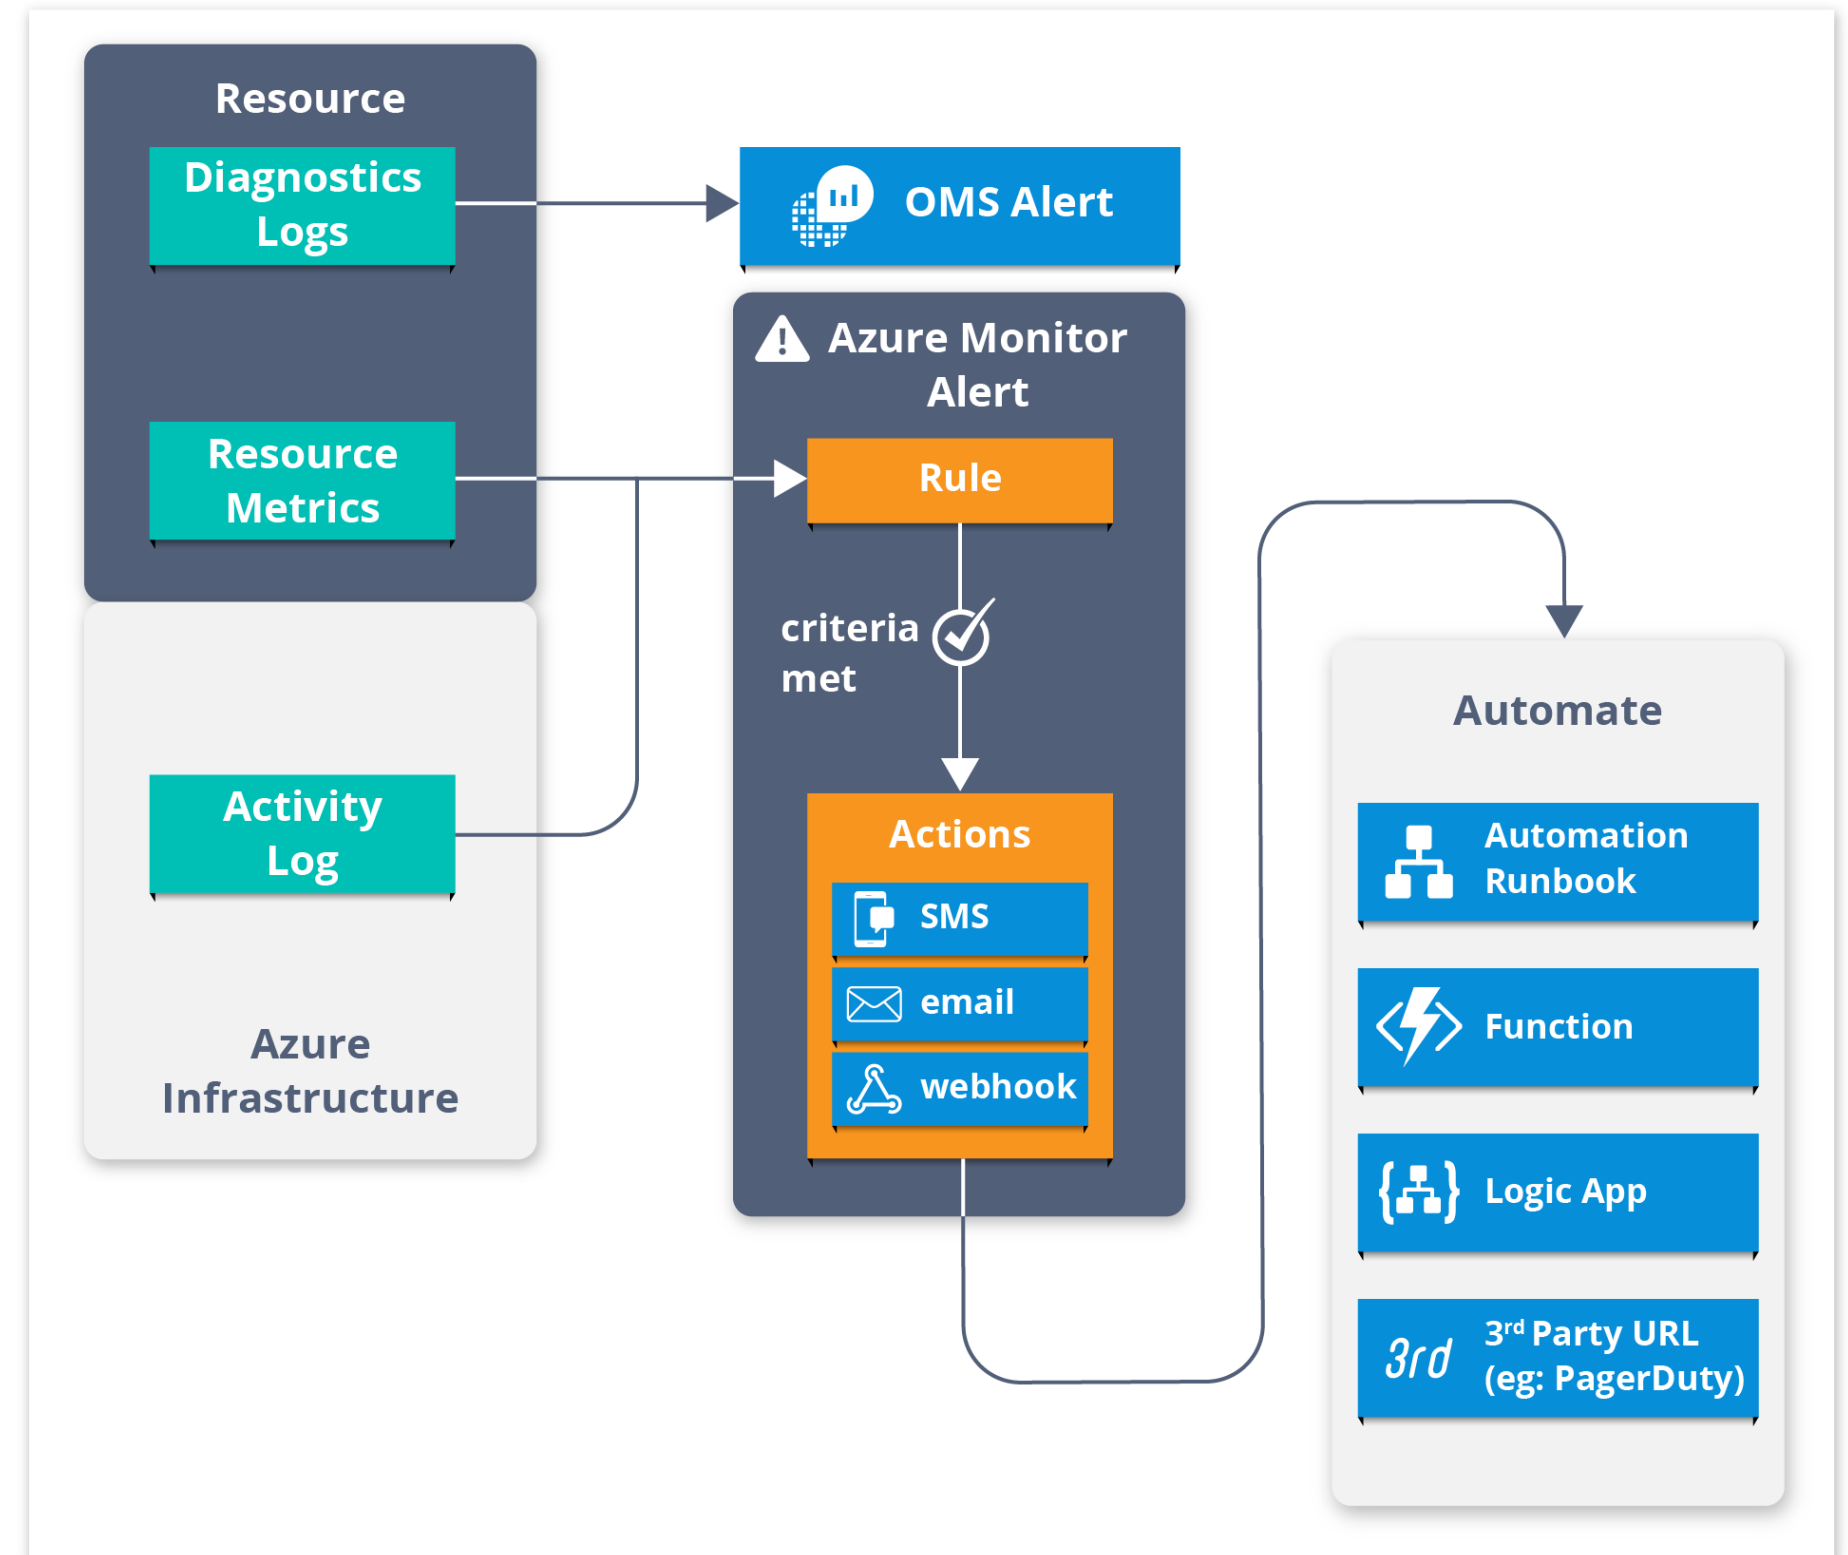 Resource
Diagnostics
Logs
Resource
Metrics
Activity
Log
Azure
Infrastructure
OMS Alert
Azure Monitor
Alert
Rule
criteria
met
Actions
SMS
email
webhook
Automate
Automation
Runbook
Function
Logic App
3rd
3rd Party URL
(eg: PagerDuty)